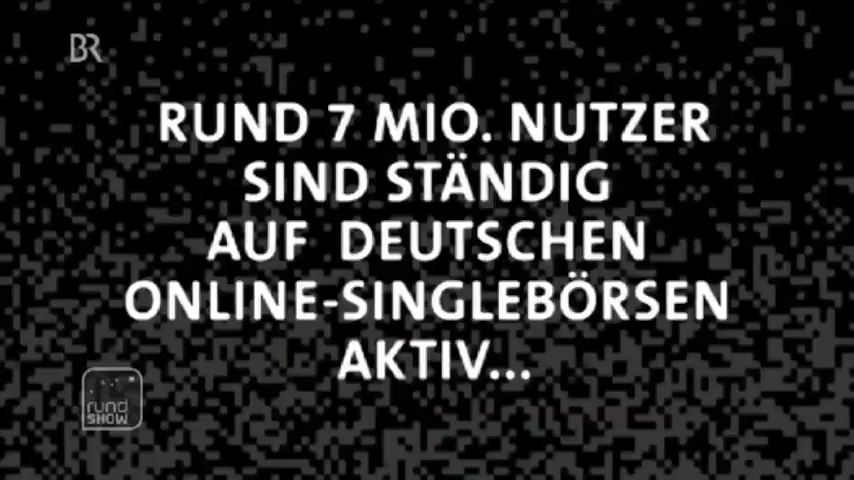 BR
RUND 7 MIO. NUTZER
SIND STÄNDIG
AUF DEUTSCHEN
ONLINE-SINGLEBÖRSEN
AKTIV...
rund
SHOW